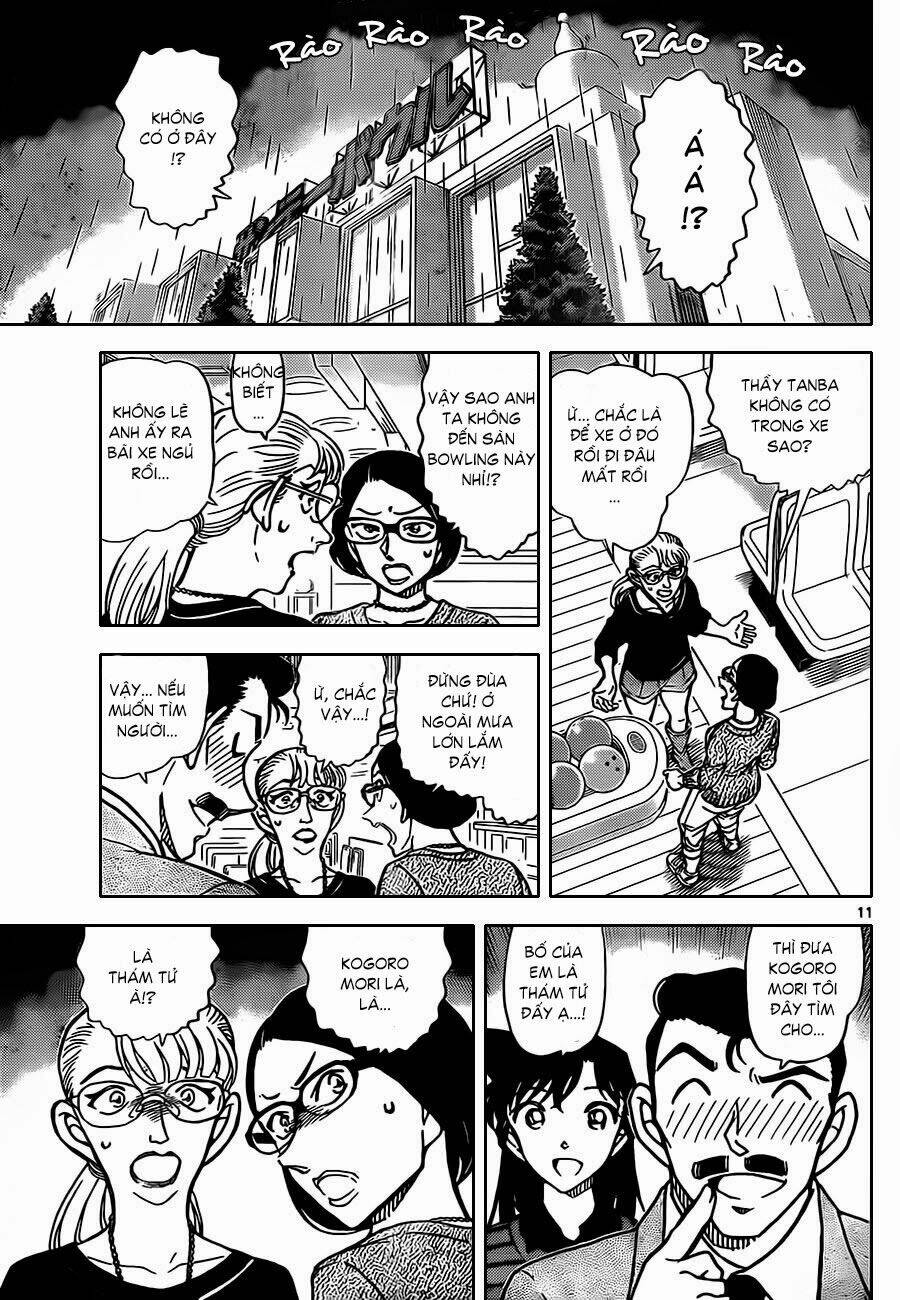 RÀO RÀO RÀO RÀO RÀO
Á
Á
!?
KHÔNG
CÓ Ở ĐÂY
!?
THẦY TANBA
KHÔNG CÓ
TRONG XE
SAO?
Ừ... CHẮC LÀ
ĐỂ XE Ở ĐÓ
RỒI ĐI ĐÂU
MẤT RỒI
...
VẬY SAO ANH
TA KHÔNG
ĐẾN SÀN
BOWLING NÀY
NHỈ!?
KHÔNG
BIẾT
...
KHÔNG LẼ
ANH ẤY RA
BÃI XE NGỦ
RỒI...
ĐỪNG ĐÙA
CHỨ! Ở
NGOÀI MƯA
LỚN LẮM
ĐẤY!
Ừ, CHẮC
VẬY...!
VẬY... NẾU
MUỐN TÌM
NGƯỜI...
11
THÌ ĐƯA
KOGORO
MORI TÔI
ĐÂY TÌM
CHO...
BỐ CỦA
EM LÀ
THÁM TỬ
ĐẤY Ạ...!
KOGORO
MORI LÀ,
LÀ...
LÀ
THÁM TỬ
À!?